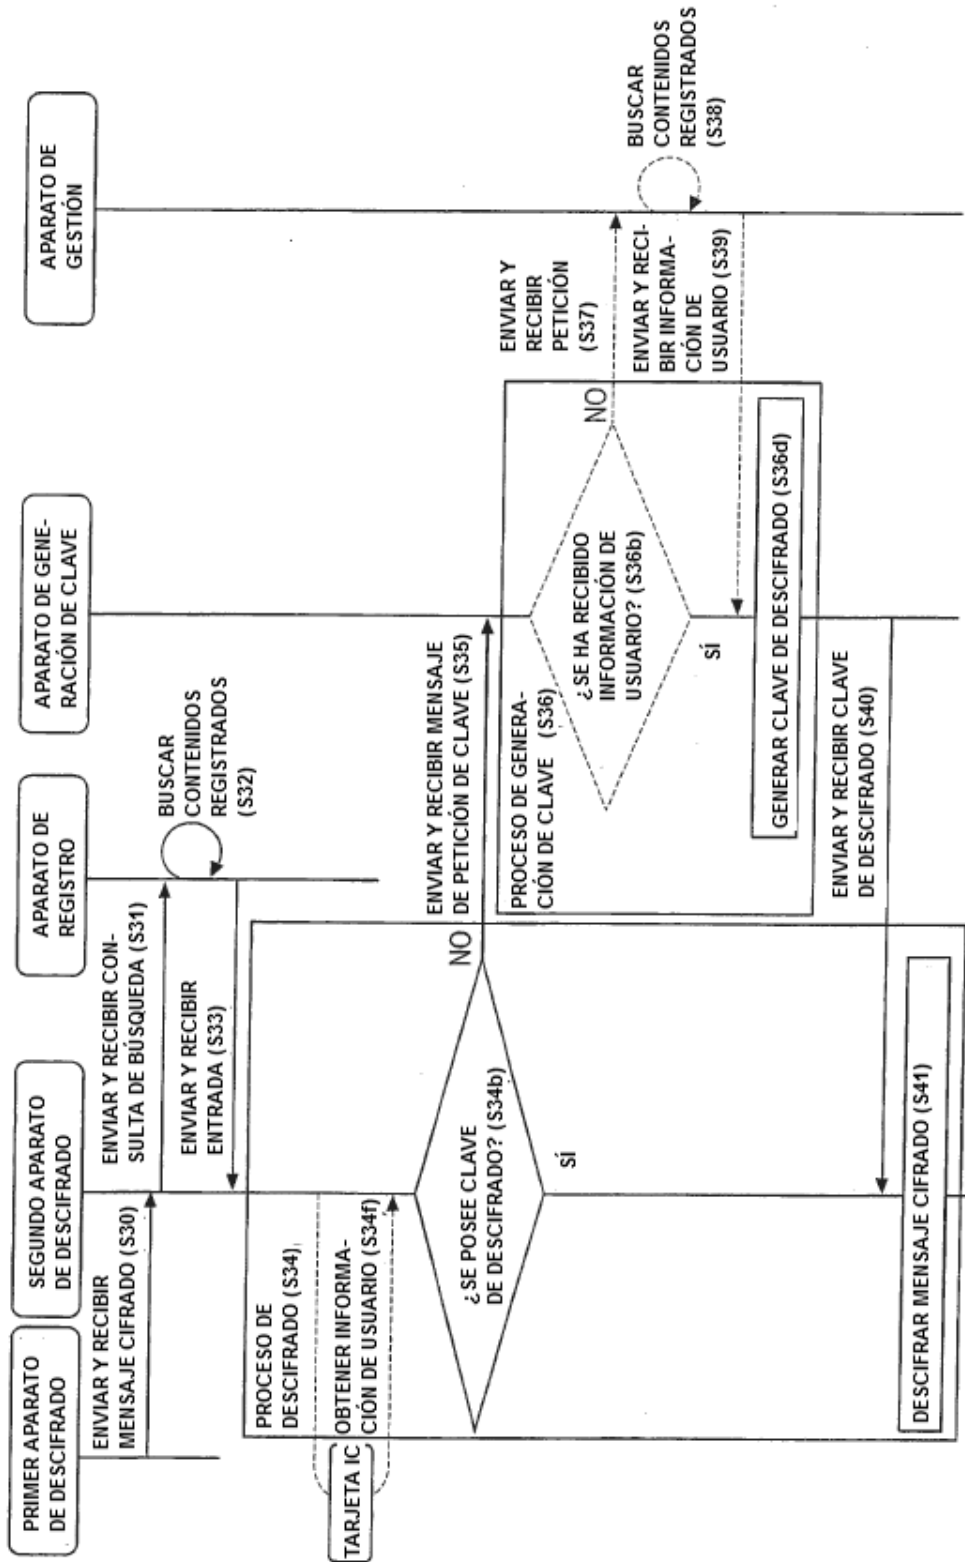 PRIMER APARATO
DE DESCIFRADO
SEGUNDO APARATO
DE DESCIFRADO
APARATO DE
REGISTRO
APARATO DE GENE-
RACIÓN DE CLAVE
APARATO DE
GESTIÓN
ENVIAR Y RECIBIR
MENSAJE CIFRADO (S30)
ENVIAR Y RECIBIR CON-
SULTA DE BÚSQUEDA (S31)
BUSCAR
CONTENIDOS
REGISTRADOS
(S32)
ENVIAR Y RECIBIR
ENTRADA (S33)
PROCESO DE
DESCIFRADO (S34)
TARJETA IC
OBTENER INFORMA-
CIÓN DE USUARIO (S34f)
¿SE POSEE CLAVE
DE DESCIFRADO? (S34b)
NO
SÍ
ENVIAR Y RECIBIR MENSAJE
DE PETICIÓN DE CLAVE (S35)
PROCESO DE GENERA-
CIÓN DE CLAVE (S36)
¿SE HA RECIBIDO
INFORMACIÓN DE
USUARIO? (S36b)
NO
SÍ
ENVIAR Y
RECIBIR
PETICIÓN
(S37)
BUSCAR
CONTENIDOS
REGISTRADOS
(S38)
ENVIAR Y RECI-
BIR INFORMA-
CIÓN DE
USUARIO (S39)
GENERAR CLAVE DE DESCIFRADO (S36d)
ENVIAR Y RECIBIR CLAVE
DE DESCIFRADO (S40)
DESCIFRAR MENSAJE CIFRADO (S41)